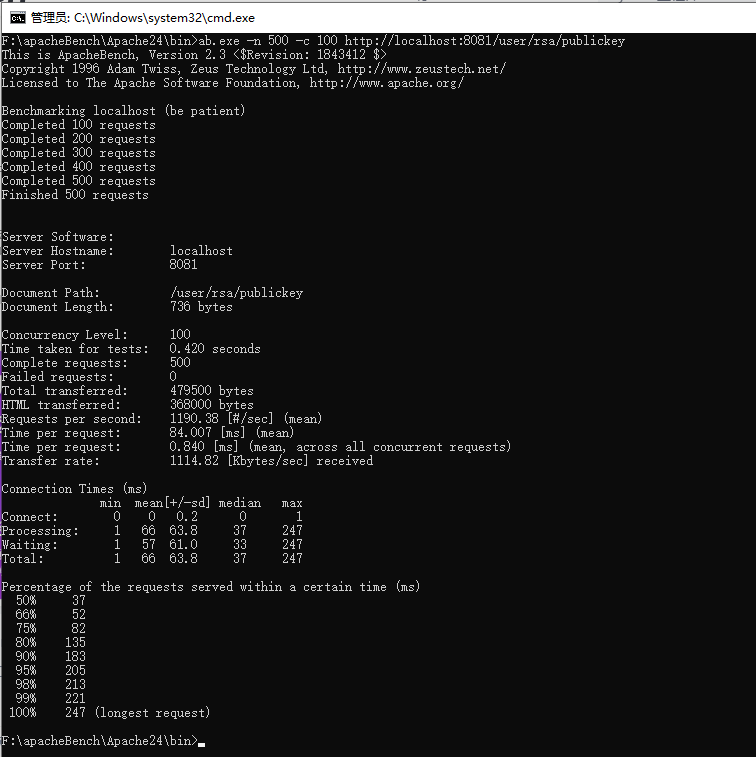 管理员: C:\Windows\system32\cmd.exe
F:\apacheBench\Apache24\bin>ab.exe -n 500 -c 100 http://localhost:8081/user/rsa/publickey
This is ApacheBench, Version 2.3 <$Revision: 1843412 $>
Copyright 1996 Adam Twiss, Zeus Technology Ltd, http://www.zeustech.net/
Licensed to The Apache Software Foundation, http://www.apache.org/
Benchmarking localhost (be patient)
Completed 100 requests
Completed 200 requests
Completed 300 requests
Completed 400 requests
Completed 500 requests
Finished 500 requests
Server Software:
Server Hostname:        localhost
Server Port:            8081
Document Path:          /user/rsa/publickey
Document Length:        736 bytes
Concurrency Level:      100
Time taken for tests:   0.420 seconds
Complete requests:      500
Failed requests:        0
Total transferred:      479500 bytes
HTML transferred:       368000 bytes
Requests per second:    1190.38 [#/sec] (mean)
Time per request:       84.007 [ms] (mean)
Time per request:       0.840 [ms] (mean, across all concurrent requests)
Transfer rate:          1114.82 [Kbytes/sec] received
Connection Times (ms)
              min  mean[+/-sd] median   max
Connect:        0    0   0.2      0       1
Processing:     1   66  63.8     37     247
Waiting:        1   57  61.0     33     247
Total:          1   66  63.8     37     247
Percentage of the requests served within a certain time (ms)
  50%     37
  66%     52
  75%     82
  80%    135
  90%    183
  95%    205
  98%    213
  99%    221
 100%    247 (longest request)
F:\apacheBench\Apache24\bin>